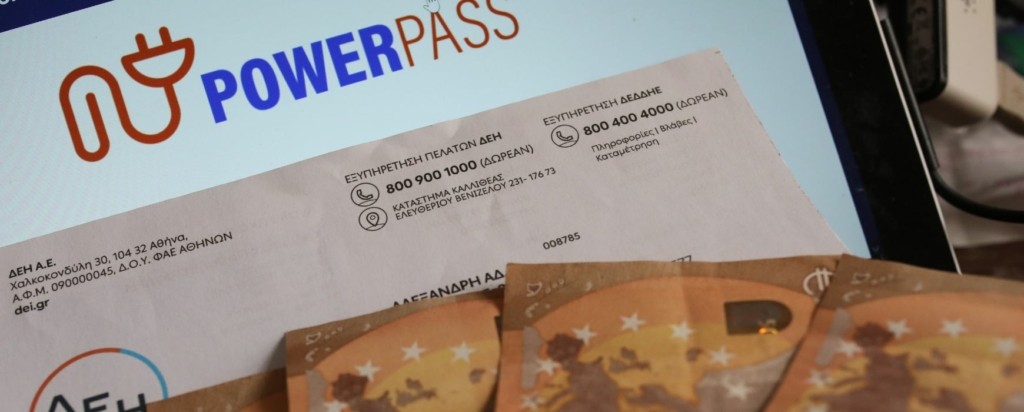 POWERPASS
ΕΞΥΠΗΡΕΤΗΣΗ ΠΕΛΑΤΩΝ ΔΕΗ
800 900 1000 (ΔΩΡΕΑΝ)
ΚΑΤΑΣΤΗΜΑ ΚΑΛΛΙΘΕΑΣ
ΕΛΕΥΘΕΡΙΟΥ ΒΕΝΙΖΕΛΟΥ 231- 176 73
ΕΞΥΠΗΡΕΤΗΣΗ ΔΕΔΔΗΕ
800 400 4000 (ΔΩΡΕΑΝ)
Πληροφορίες | Βλάβες |
Καταμέτρηση
ΔΕΗ Α.Ε.
Χαλκοκονδύλη 30, 104 32 Αθήνα,
Α.Φ.Μ. 090000045, Δ.Ο.Υ. ΦΑΕ ΑΘΗΝΩΝ
dei.gr
008785
ΔΕΗ